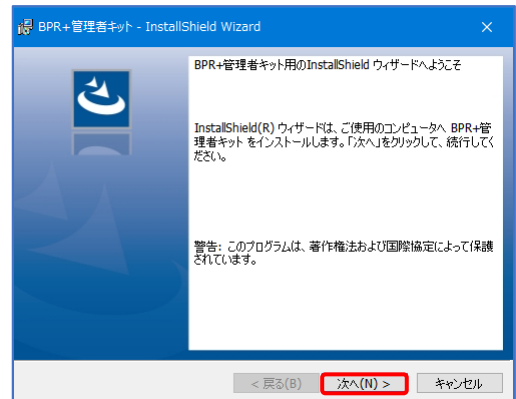 BPR+管理者キット - InstallShield Wizard
BPR+管理者キット用のInstallShield ウィザードへようこそ
InstallShield(R) ウィザードは、ご使用のコンピュータへ BPR+管
理者キット をインストールします。「次へ」をクリックして、続行してく
ださい。
警告: このプログラムは、著作権法および国際協定によって保護
されています。
< 戻る(B)
次へ(N) >
キャンセル